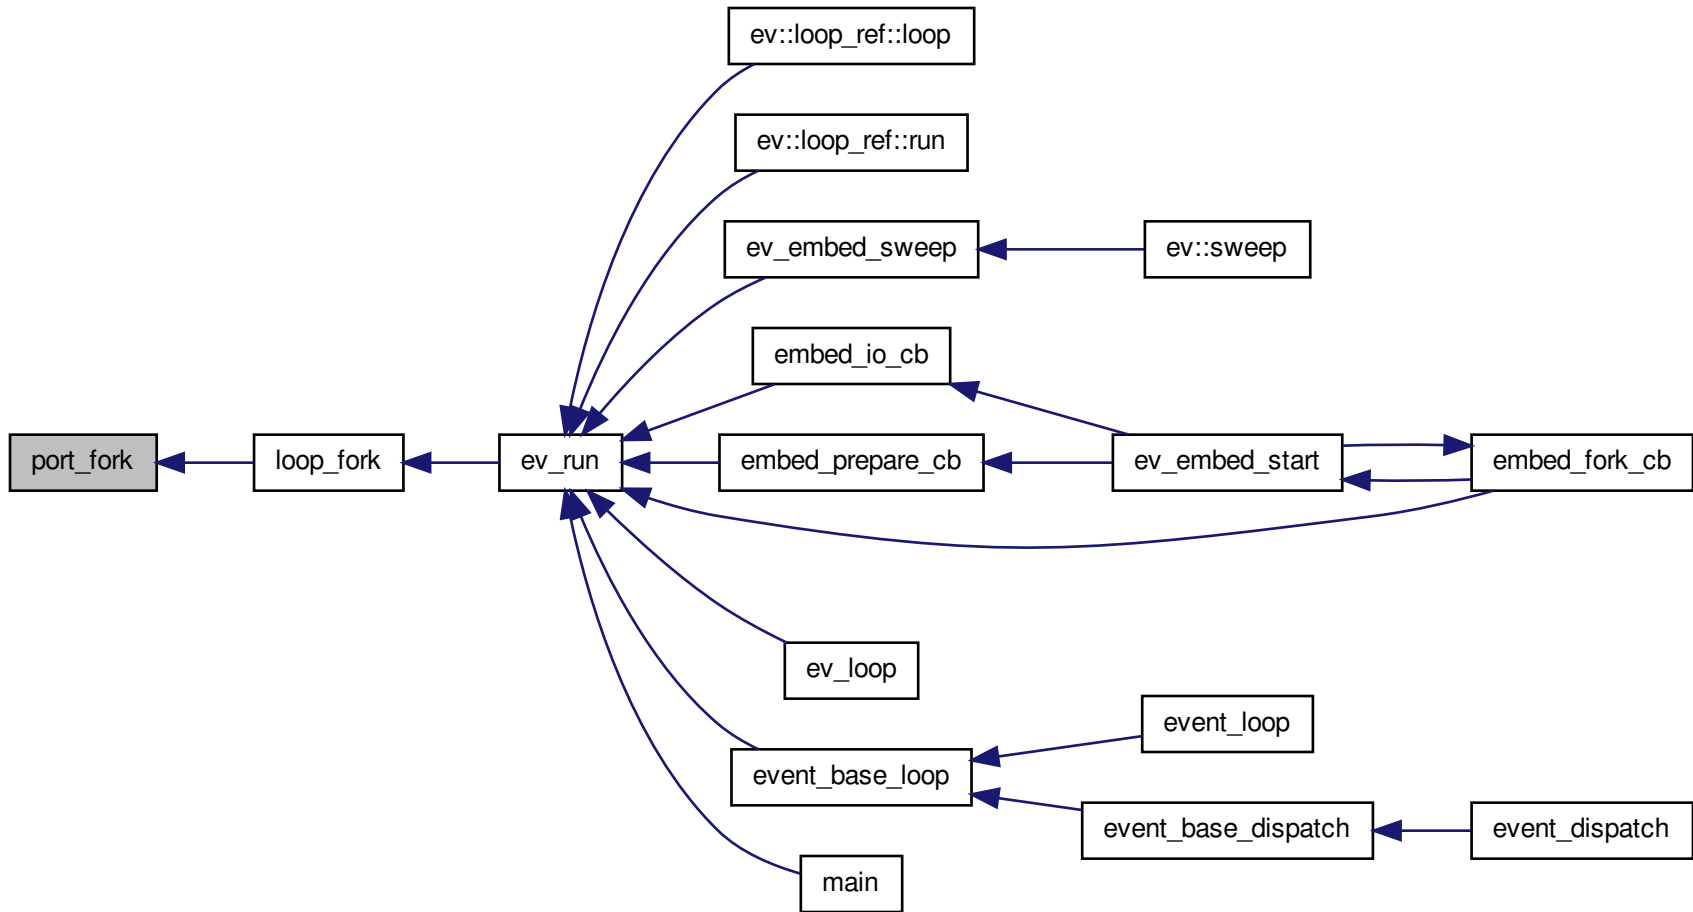 ev::loop_ref::loop
ev::loop_ref::run
ev_embed_sweep
ev::sweep
embed_io_cb
port_fork
loop_fork
ev_run
embed_prepare_cb
ev_embed_start
embed_fork_cb
ev_loop
event_loop
event_base_loop
event_base_dispatch
event_dispatch
main